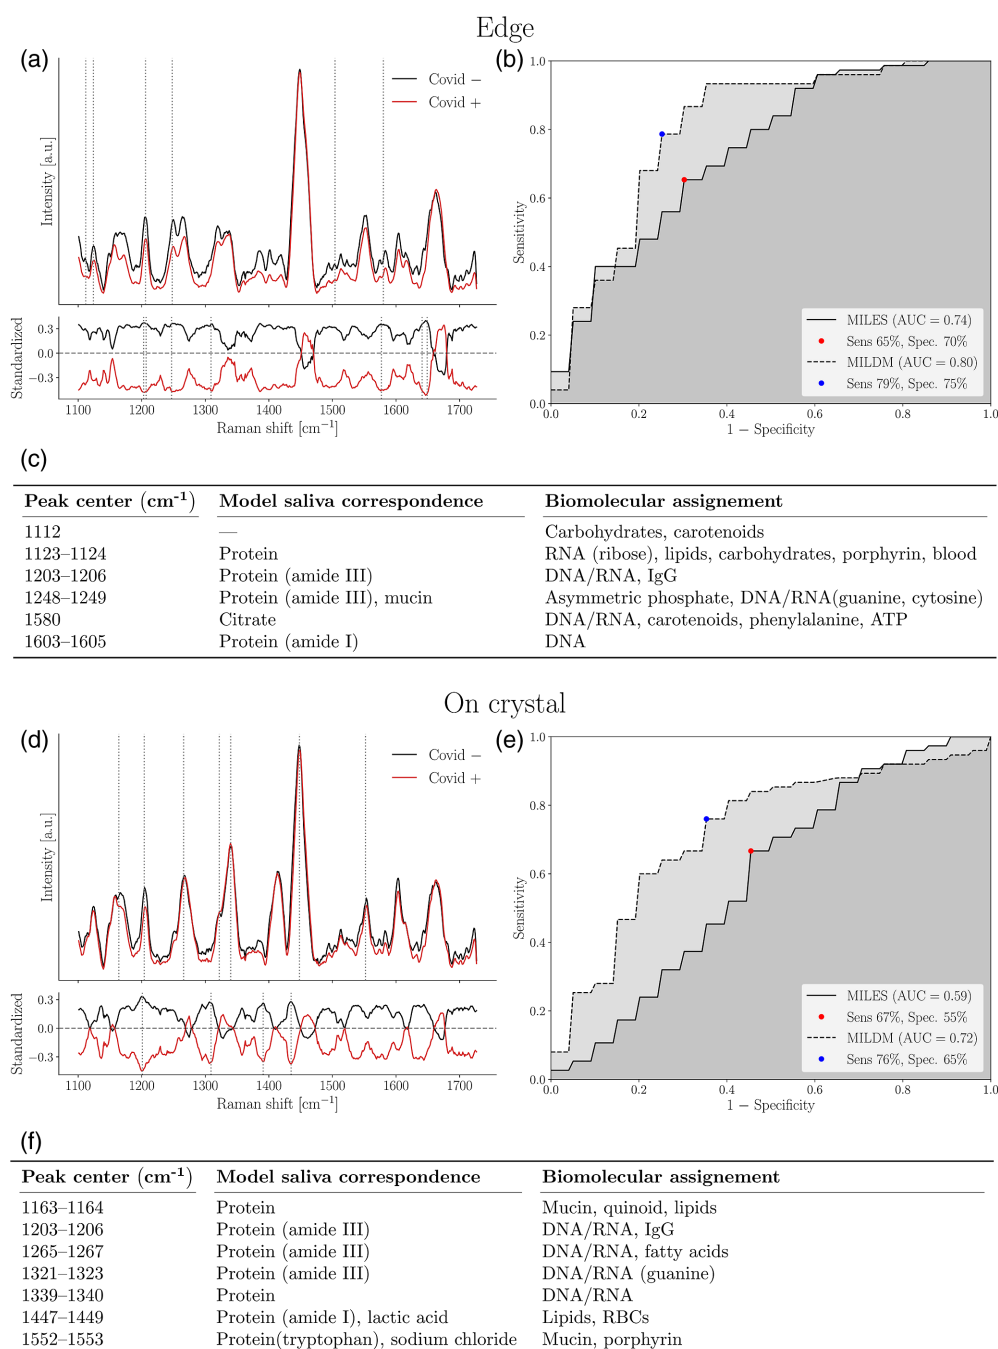 Edge
(a)
Covid −
Covid +
Intensity [a.u.]
0.3
0.0
−0.3
Standardized
1100 1200 1300 1400 1500 1600 1700
Raman shift [cm⁻¹]
(b)
1.0
0.8
0.6
0.4
0.2
0.0
Sensitivity
MILES (AUC = 0.74)
Sens 65%, Spec. 70%
MILDM (AUC = 0.80)
Sens 79%, Spec. 75%
0.0 0.2 0.4 0.6 0.8 1.0
1 − Specificity
(c)
Peak center (cm-1) Model saliva correspondence Biomolecular assignement
1112 — Carbohydrates, carotenoids
1123–1124 Protein RNA (ribose), lipids, carbohydrates, porphyrin, blood
1203–1206 Protein (amide III) DNA/RNA, IgG
1248–1249 Protein (amide III), mucin Asymmetric phosphate, DNA/RNA(guanine, cytosine)
1580 Citrate DNA/RNA, carotenoids, phenylalanine, ATP
1603–1605 Protein (amide I) DNA
On crystal
(d)
Covid −
Covid +
Intensity [a.u.]
0.3
0.0
−0.3
Standardized
1100 1200 1300 1400 1500 1600 1700
Raman shift [cm⁻¹]
(e)
1.0
0.8
0.6
0.4
0.2
0.0
Sensitivity
MILES (AUC = 0.59)
Sens 67%, Spec. 55%
MILDM (AUC = 0.72)
Sens 76%, Spec. 65%
0.0 0.2 0.4 0.6 0.8 1.0
1 − Specificity
(f)
Peak center (cm-1) Model saliva correspondence Biomolecular assignement
1163–1164 Protein Mucin, quinoid, lipids
1203–1206 Protein (amide III) DNA/RNA, IgG
1265–1267 Protein (amide III) DNA/RNA, fatty acids
1321–1323 Protein (amide III) DNA/RNA (guanine)
1339–1340 Protein DNA/RNA
1447–1449 Protein (amide I), lactic acid Lipids, RBCs
1552–1553 Protein(tryptophan), sodium chloride Mucin, porphyrin